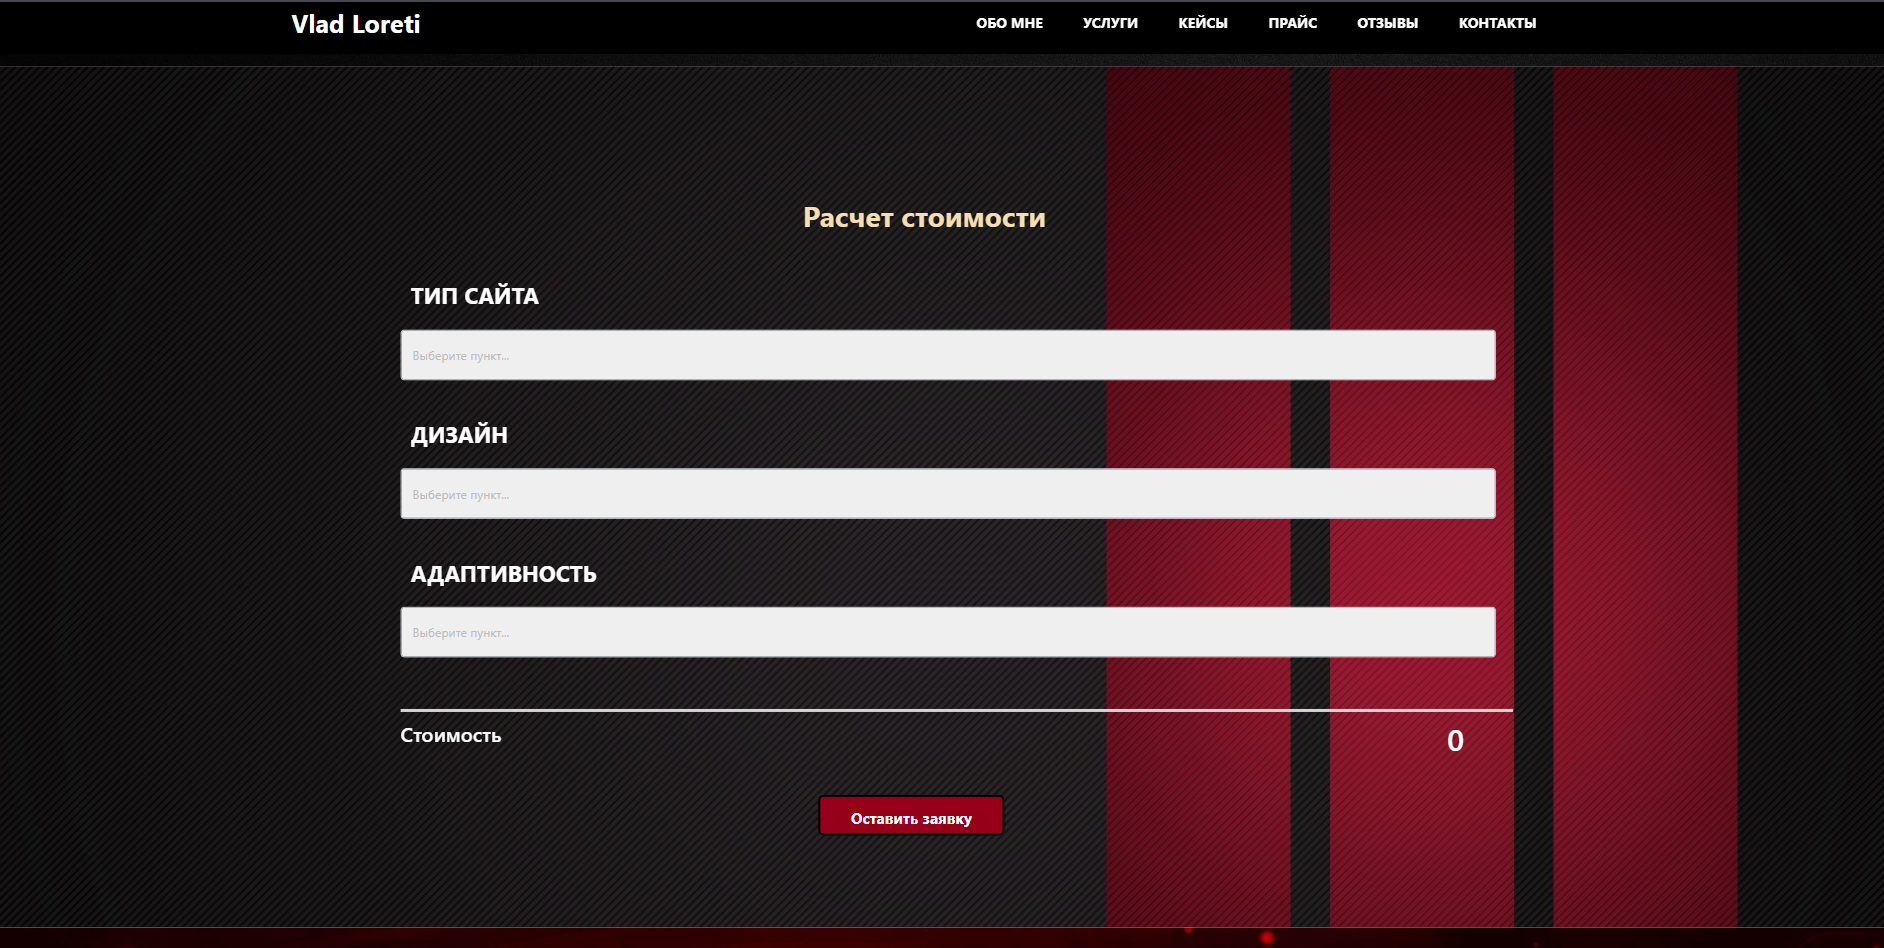 Vlad Loreti
ОБО МНЕ УСЛУГИ КЕЙСЫ ПРАЙС ОТЗЫВЫ КОНТАКТЫ
Расчет стоимости
ТИП САЙТА
Выберите пункт...
ДИЗАЙН
Выберите пункт...
АДАПТИВНОСТЬ
Выберите пункт...
Стоимость 0
Оставить заявку